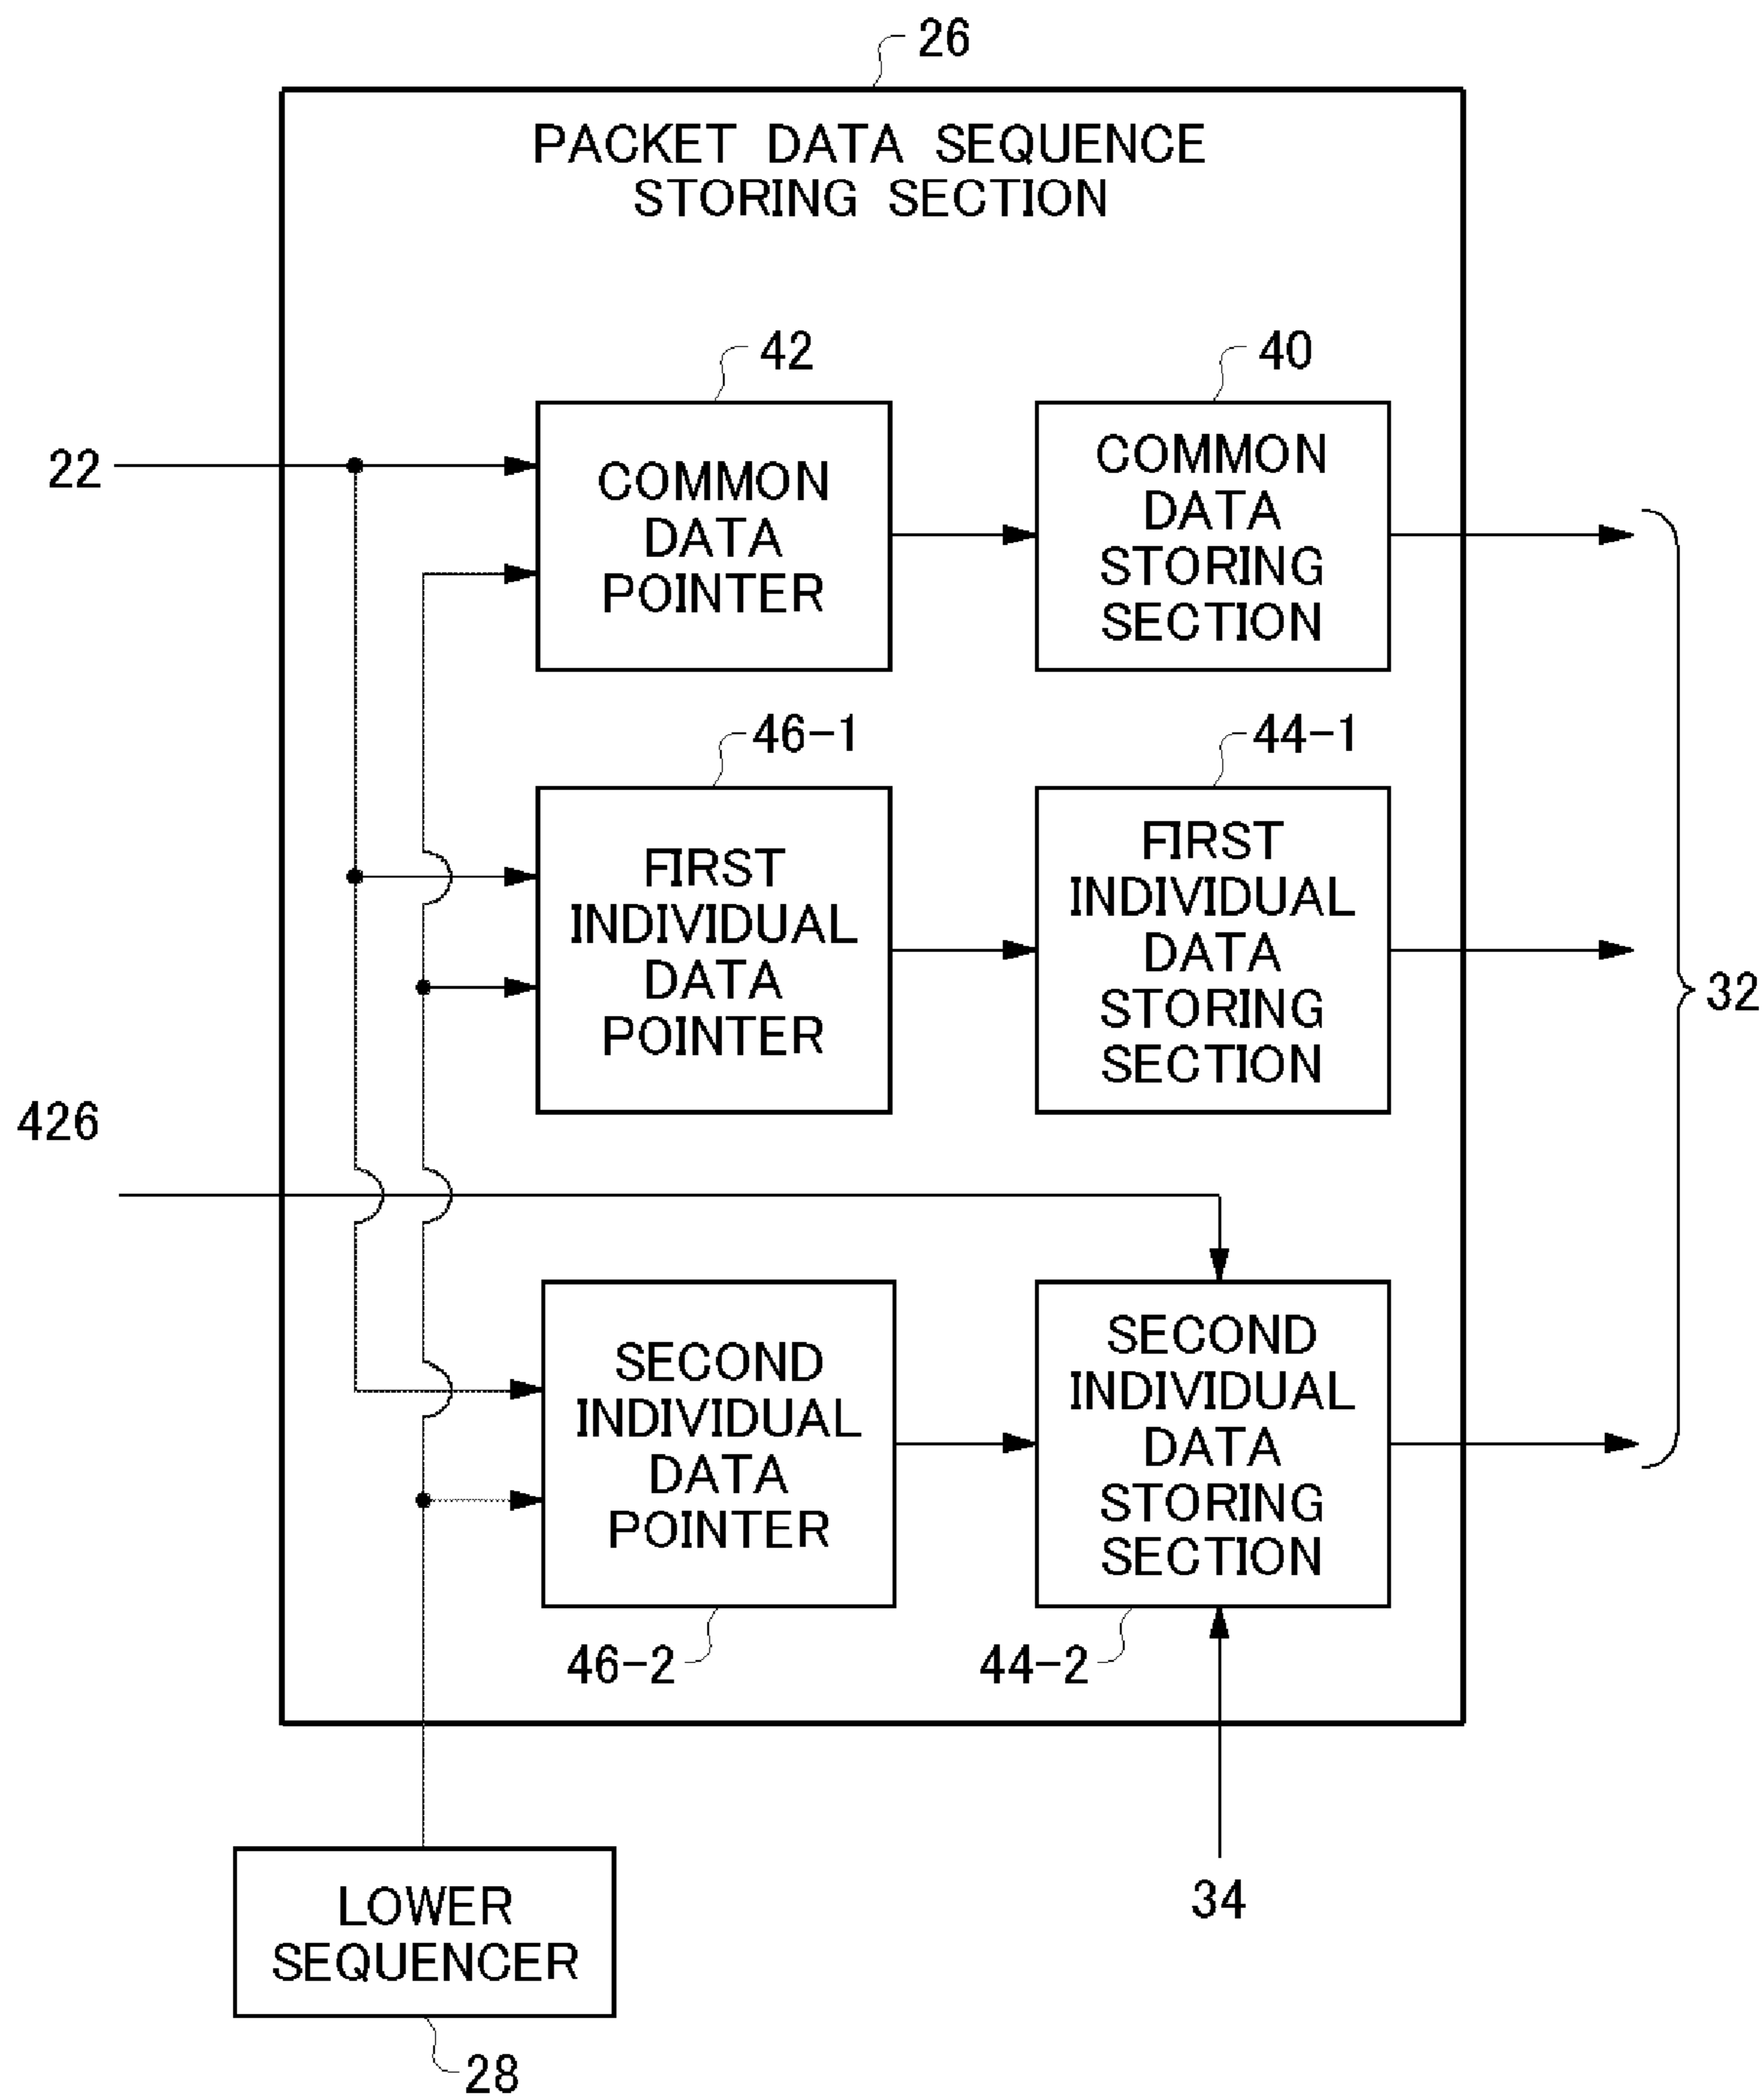 26
PACKET DATA SEQUENCE
STORING SECTION
42
40
22
COMMON
DATA
POINTER
COMMON
DATA
STORING
SECTION
46-1
44-1
FIRST
INDIVIDUAL
DATA
POINTER
FIRST
INDIVIDUAL
DATA
STORING
SECTION
32
426
SECOND
INDIVIDUAL
DATA
POINTER
SECOND
INDIVIDUAL
DATA
STORING
SECTION
46-2
44-2
34
LOWER
SEQUENCER
28